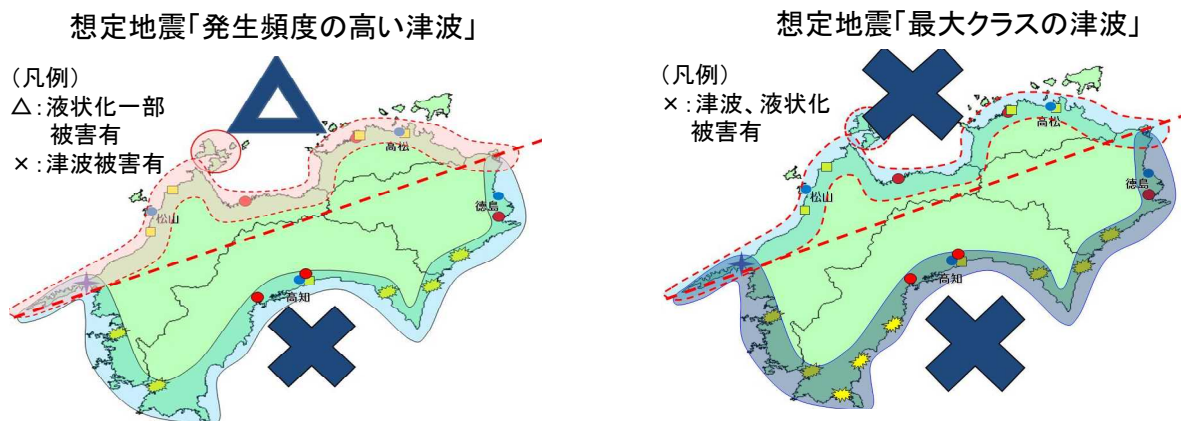 想定地震「発生頻度の高い津波」
(凡例)
△:液状化一部
被害有
×:津波被害有
高松
松山
徳島
高知
想定地震「最大クラスの津波」
(凡例)
×:津波、液状化
被害有
高松
松山
徳島
高知